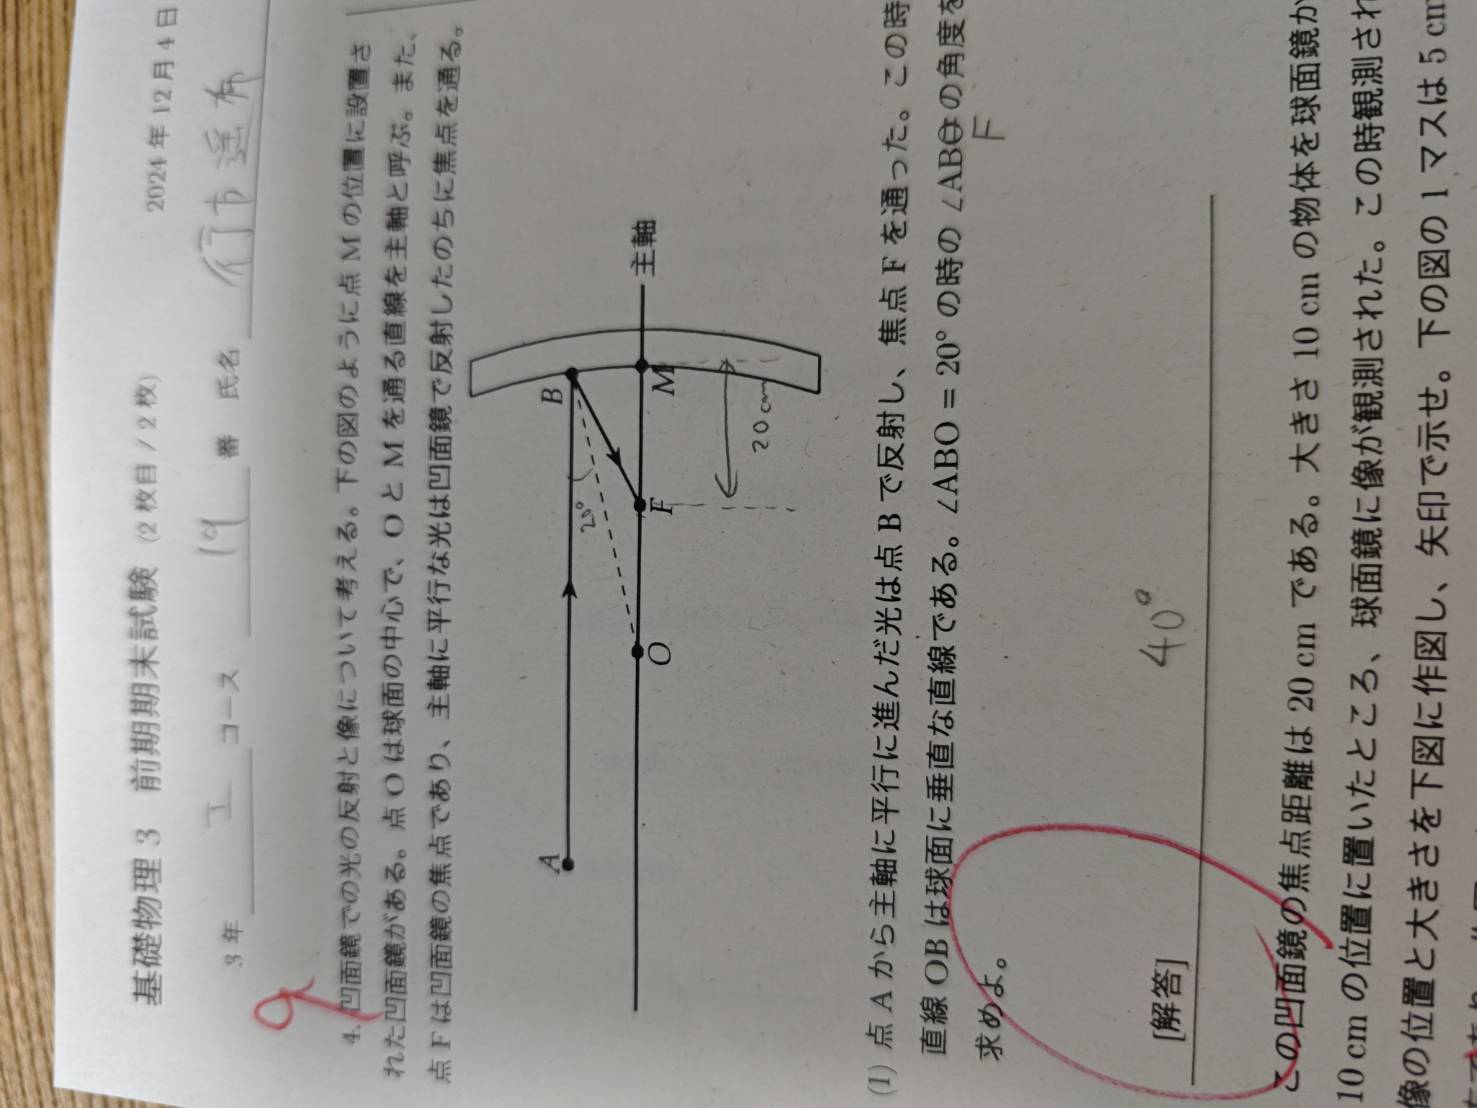 基礎物理 3 前期期末試験 (2 枚目 / 2 枚)
2024 年 12 月 4 日
3 年 エ コース 19 番 氏名 行方遥希
9
4. 凹面鏡での光の反射と像について考える。下の図のように点 M の位置に設置さ
れた凹面鏡がある。点 O は球面の中心で、O と M を通る直線を主軸と呼ぶ。また、
点 F は凹面鏡の焦点であり、主軸に平行な光は凹面鏡で反射したのちに焦点を通る。
A B
20°
O F M 主軸
20cm
(1) 点 A から主軸に平行に進んだ光は点 B で反射し、焦点 F を通った。この時
直線 OB は球面に垂直な直線である。∠ABO = 20° の時の ∠ABO の角度を
F
求めよ。
[解答] 40°
この凹面鏡の焦点距離は 20 cm である。大きさ 10 cm の物体を球面鏡か
10 cm の位置に置いたところ、球面鏡に像が観測された。この時観測され
像の位置と大きさを下図に作図し、矢印で示せ。下の図の 1 マスは 5 cm